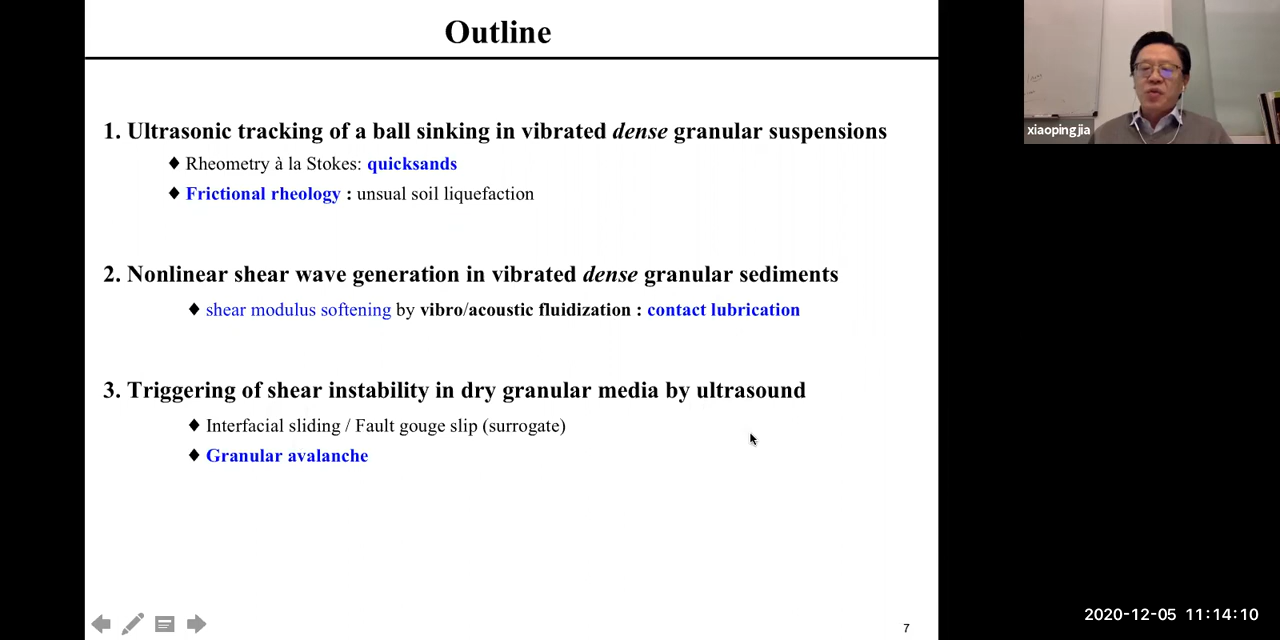 Outline
1. Ultrasonic tracking of a ball sinking in vibrated dense granular suspensions
♦ Rheometry à la Stokes: quicksands
♦ Frictional rheology : unsual soil liquefaction
2. Nonlinear shear wave generation in vibrated dense granular sediments
♦ shear modulus softening by vibro/acoustic fluidization : contact lubrication
3. Triggering of shear instability in dry granular media by ultrasound
♦ Interfacial sliding / Fault gouge slip (surrogate)
♦ Granular avalanche
7
xiaopingjia
2020-12-05 11:14:10